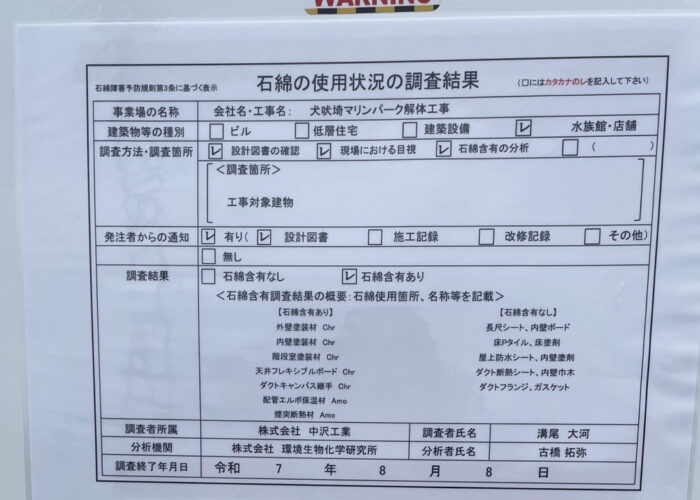 WARNING
石綿障害予防規則第3条に基づく表示 石綿の使用状況の調査結果 (口にはカタカナのレを記入して下さい)
事業場の名称 会社名・工事名: 犬吠埼マリンパーク解体工事
建築物等の種別 □ ビル □ 低層住宅 □ 建築設備 ☑ 水族館・店舗
調査方法・調査箇所 ☑ 設計図書の確認 ☑ 現場における目視 ☑ 石綿含有の分析 □ ( )
<調査箇所>
工事対象建物
発注者からの通知 ☑ 有り( ☑ 設計図書 □ 施工記録 □ 改修記録 □ その他)
□ 無し
調査結果 □ 石綿含有なし ☑ 石綿含有あり
<石綿含有調査結果の概要:石綿使用箇所、名称等を記載>
【石綿含有あり】 【石綿含有なし】
外壁塗装材 Chr 長尺シート、内壁ボード
内壁塗装材 Chr 床Pタイル、床塗剤
階段室塗装材 Chr 屋上防水シート、内壁塗剤
天井フレキシブルボード Chr ダクト断熱シート、内壁巾木
ダクトキャンバス継手 Chr ダクトフランジ、ガスケット
配管エルボ保温材 Amo
煙突断熱材 Amo
調査者所属 株式会社 中沢工業 調査者氏名 溝尾 大河
分析機関 株式会社 環境生物化学研究所 分析者氏名 古橋 拓弥
調査終了年月日 令和 7 年 8 月 8 日